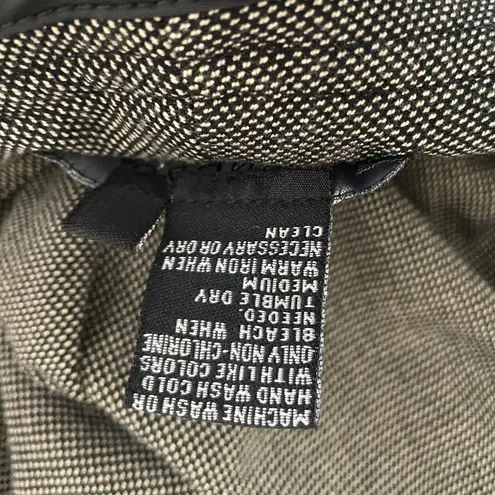 MACHINE WASH OR
HAND WASH COLD
WITH LIKE COLORS
ONLY NON-CHLORINE
BLEACH WHEN
NEEDED.
TUMBLE DRY
MEDIUM
WARM IRON WHEN
NECESSARY OR DRY
CLEAN